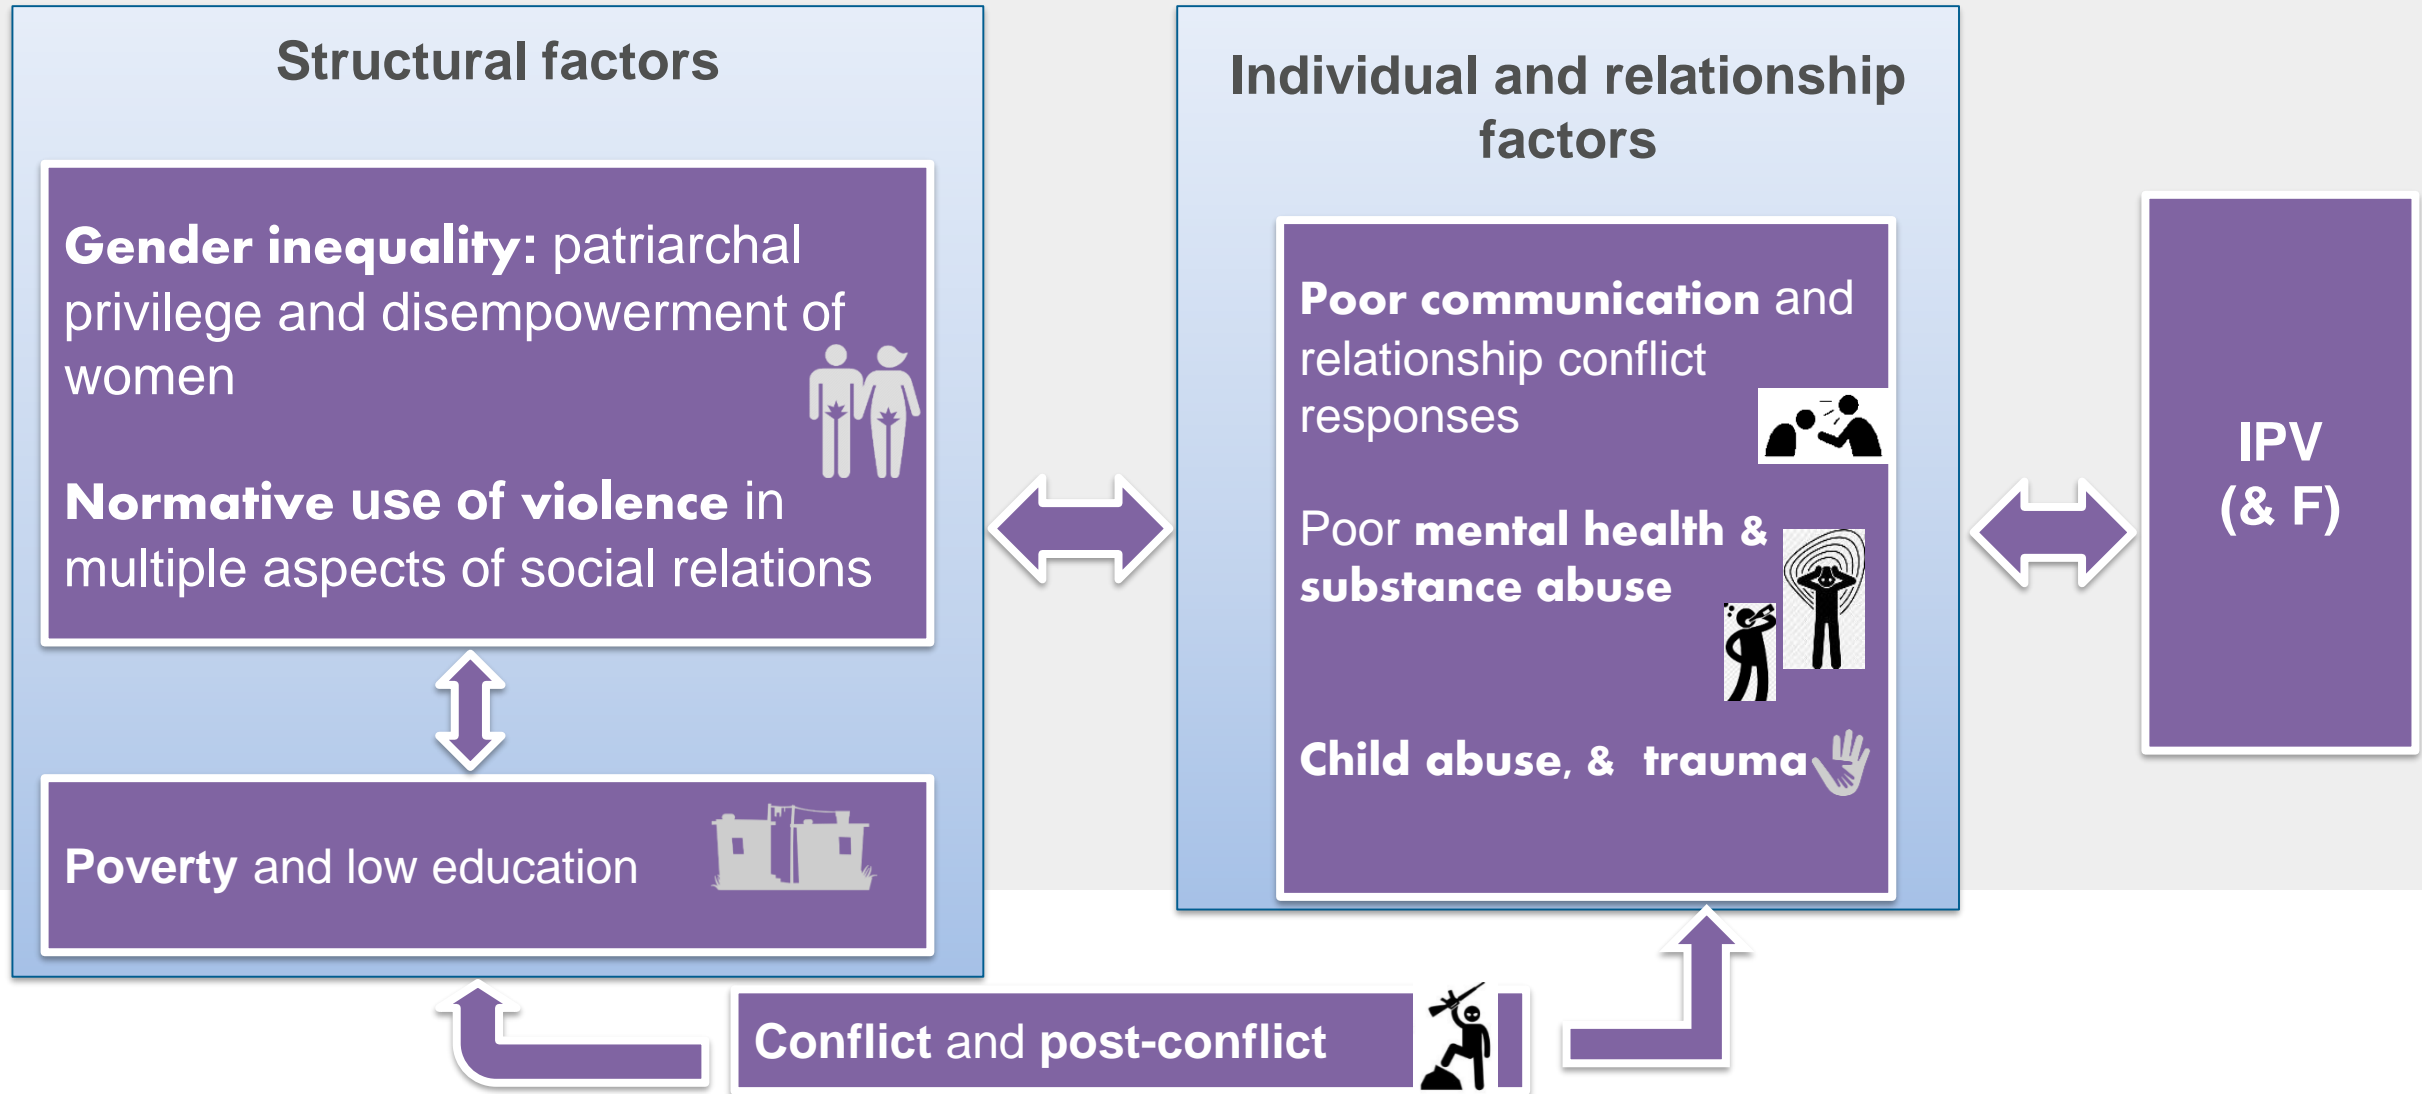 Structural factors
Gender inequality: patriarchal
privilege and disempowerment of
women
Normative use of violence in
multiple aspects of social relations
Poverty and low education
Individual and relationship
factors
Poor communication and
relationship conflict
responses
Poor mental health &
substance abuse
Child abuse, & trauma
IPV
(& F)
Conflict and post-conflict